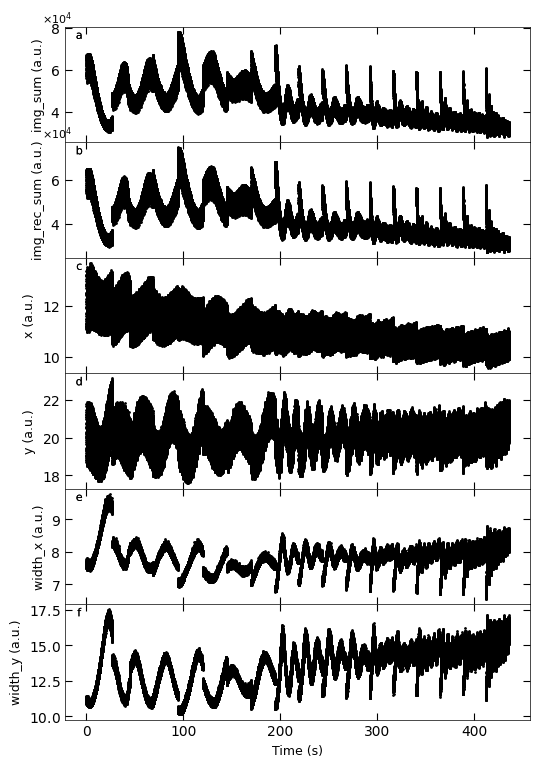 ×10⁴
8
6
4
img_sum (a.u.)
a
×10⁴
6
4
img_rec_sum (a.u.)
b
12
10
x (a.u.)
c
22
20
18
y (a.u.)
d
9
8
7
width_x (a.u.)
e
17.5
15.0
12.5
10.0
width_y (a.u.)
f
0 100 200 300 400
Time (s)